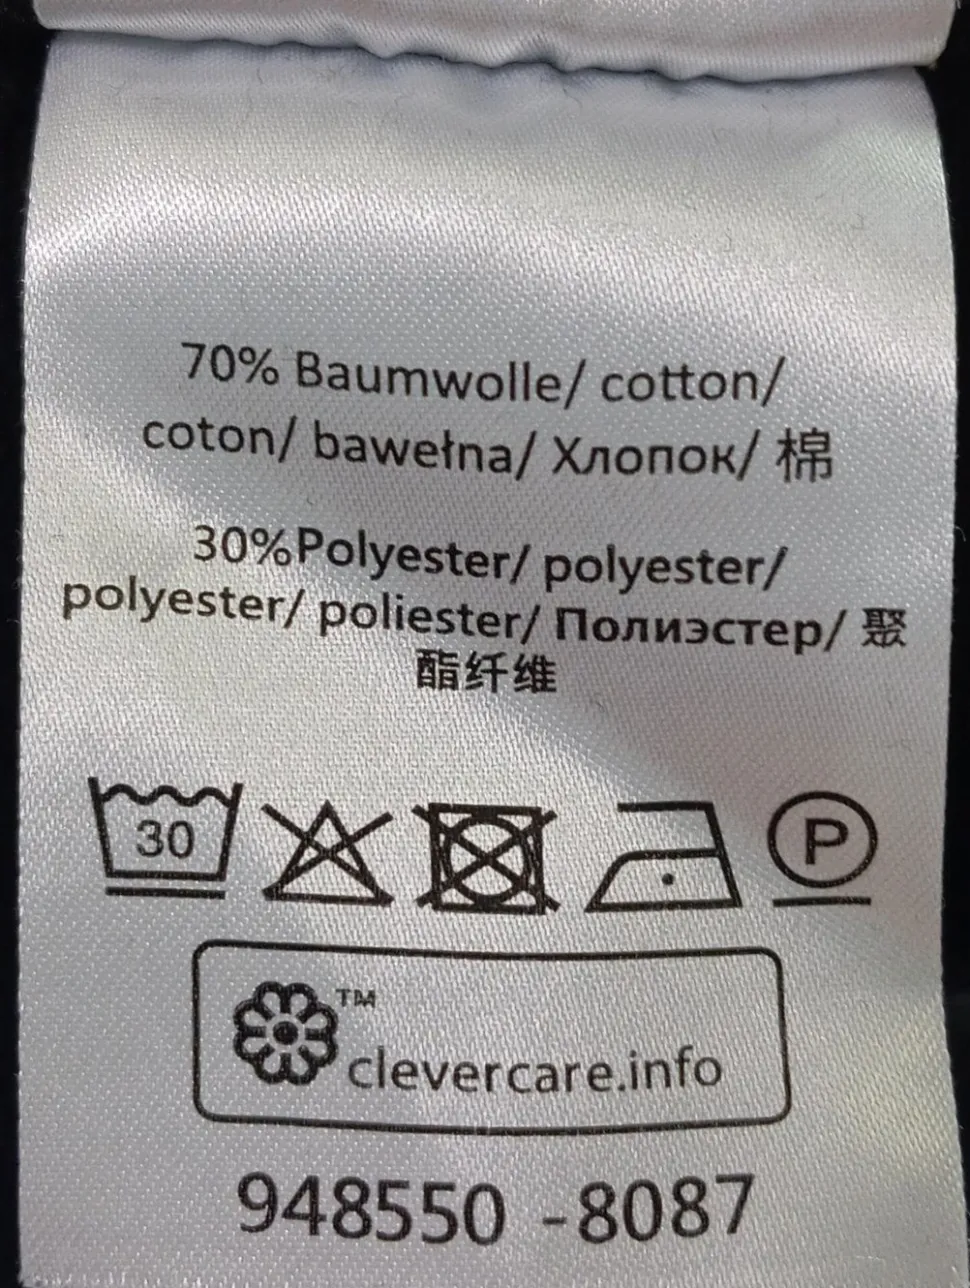 70% Baumwolle/ cotton/
coton/ bawełna/ Хлопок/ 棉
30%Polyester/ polyester/
polyester/ poliester/ Полиэстер/ 聚
酯纤维
30 P
TM
clevercare.info
948550 -8087